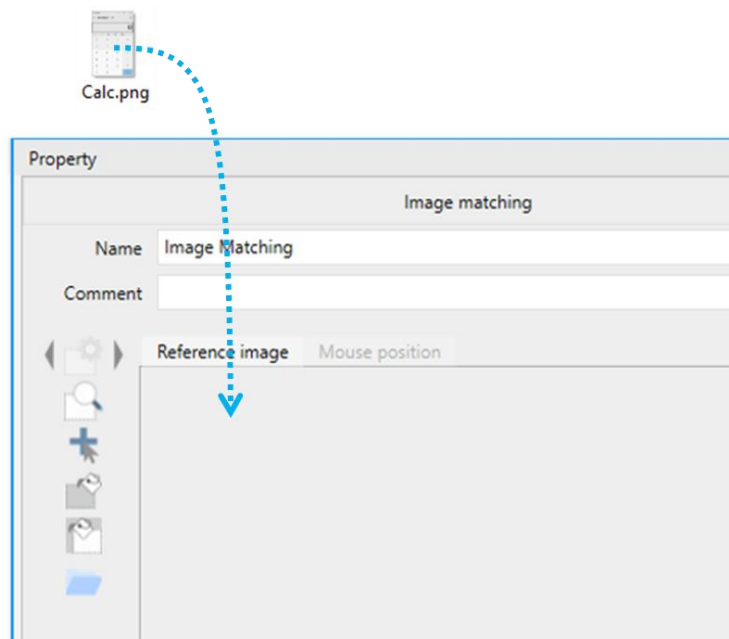 Calc.png
Property
Image matching
Name Image Matching
Comment
Reference image Mouse position